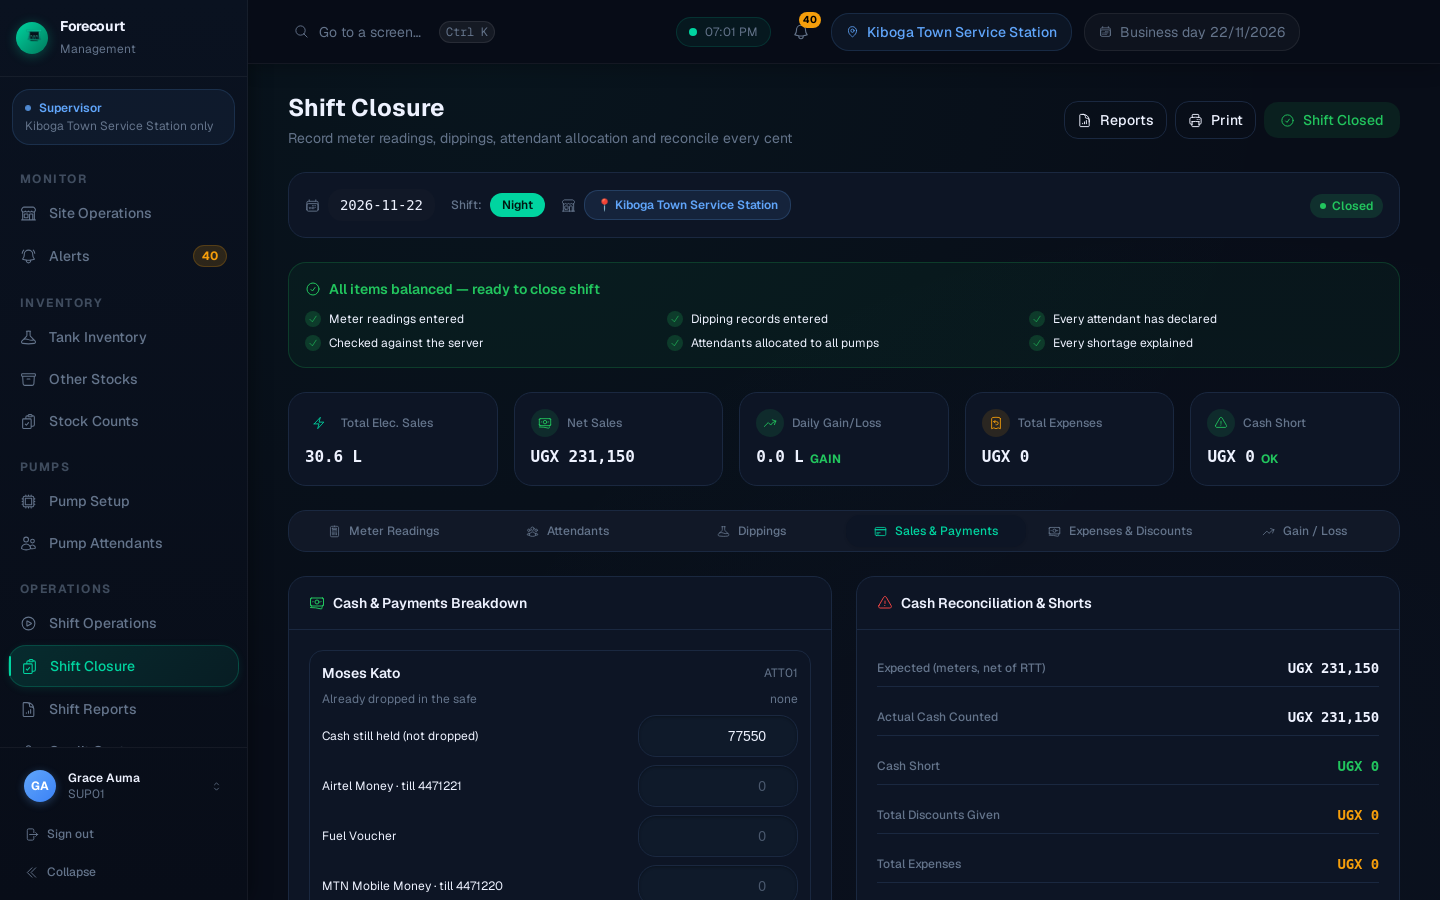 Forecourt
Management
Go to a screen...
Ctrl K
07:01 PM
40
Kiboga Town Service Station
Business day 22/11/2026
Supervisor
Kiboga Town Service Station only
MONITOR
Site Operations
Alerts
40
INVENTORY
Tank Inventory
Other Stocks
Stock Counts
PUMPS
Pump Setup
Pump Attendants
OPERATIONS
Shift Operations
Shift Closure
Shift Reports
Grace Auma
GA
SUP01
Sign out
Collapse
Shift Closure
Record meter readings, dippings, attendant allocation and reconcile every cent
Reports
Print
Shift Closed
2026-11-22
Shift:
Night
Kiboga Town Service Station
Closed
All items balanced — ready to close shift
Meter readings entered
Dipping records entered
Every attendant has declared
Checked against the server
Attendants allocated to all pumps
Every shortage explained
Total Elec. Sales
30.6 L
Net Sales
UGX 231,150
Daily Gain/Loss
0.0 L GAIN
Total Expenses
UGX 0
Cash Short
UGX 0 OK
Meter Readings
Attendants
Dippings
Sales & Payments
Expenses & Discounts
Gain / Loss
Cash & Payments Breakdown
Moses Kato
ATT01
Already dropped in the safe
none
Cash still held (not dropped)
77550
Airtel Money · till 4471221
0
Fuel Voucher
0
MTN Mobile Money · till 4471220
0
Cash Reconciliation & Shorts
Expected (meters, net of RTT)
UGX 231,150
Actual Cash Counted
UGX 231,150
Cash Short
UGX 0
Total Discounts Given
UGX 0
Total Expenses
UGX 0